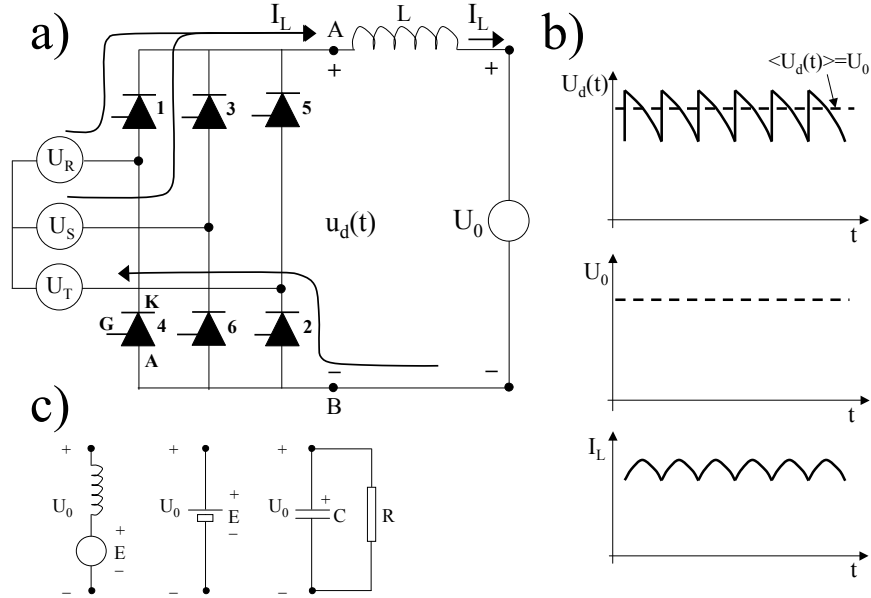 a)
I_L
A
L
I_L
+
+
1
3
5
U_R
U_S
u_d(t)
U_0
U_T
K
G
4
6
2
A
−
−
B
b)
<U_d(t)>=U_0
U_d(t)
t
U_0
t
I_L
t
c)
+
+
+
U_0
+
E
−
−
U_0
+
E
−
−
U_0
+
C
R
−